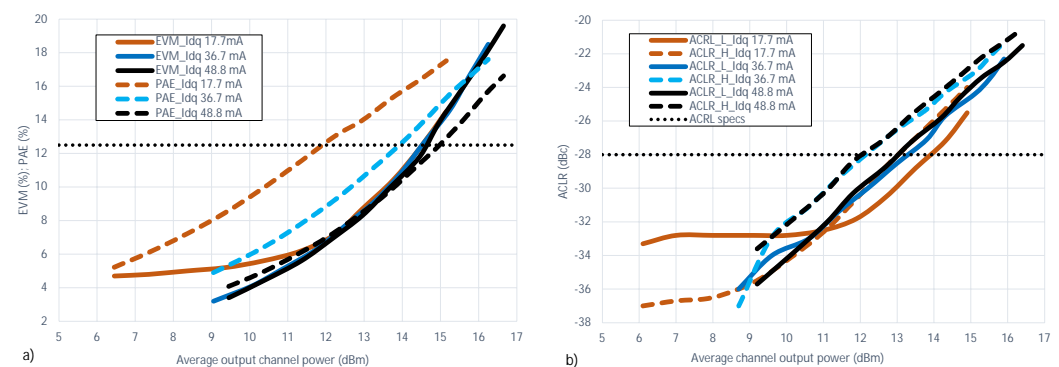 20
18
16
14
12
10
8
6
4
2
EVM (%); PAE (%)
EVM_Idq 17.7mA
EVM_Idq 36.7 mA
EVM_Idq 48.8 mA
PAE_Idq 17.7 mA
PAE_Idq 36.7 mA
PAE_Idq 48.8 mA
5 6 7 8 9 10 11 12 13 14 15 16 17
Average output channel power (dBm)
a)
-20
-22
-24
-26
-28
-30
-32
-34
-36
-38
ACLR (dBc)
ACRL_L_Idq 17.7 mA
ACLR_H_Idq 17.7 mA
ACLR_L_Idq 36.7 mA
ACLR_H_Idq 36.7 mA
ACLR_L_Idq 48.8 mA
ACLR_H_Idq 48.8 mA
ACRL specs
5 6 7 8 9 10 11 12 13 14 15 16 17
Average channel output power (dBm)
b)